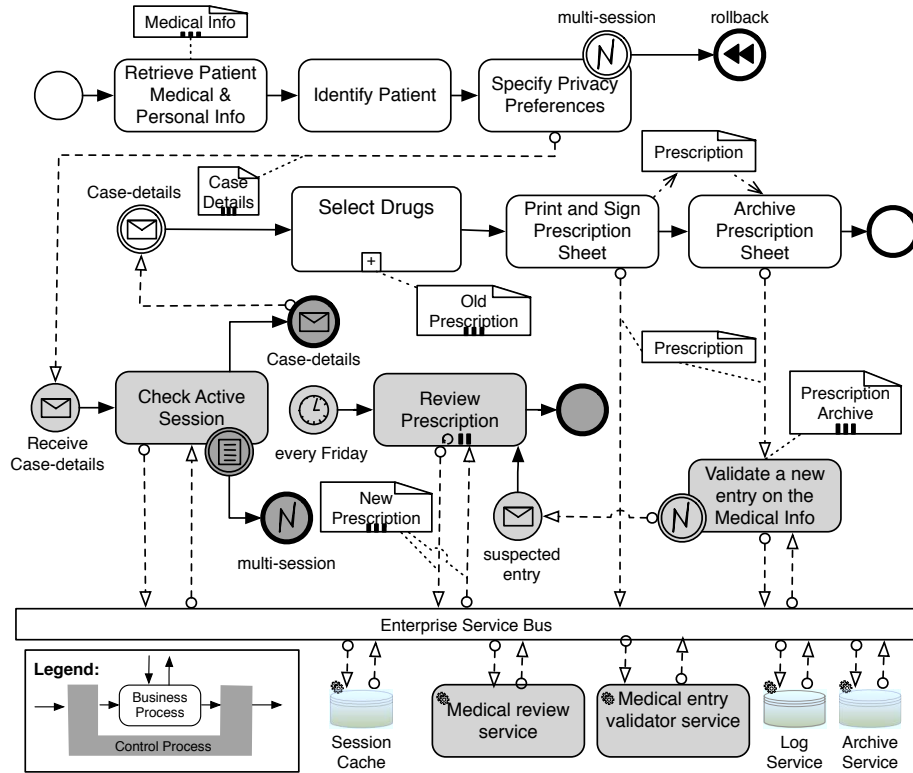 multi-session
rollback
Medical Info
Retrieve Patient
Medical &
Personal Info
Identify Patient
Specify Privacy
Preferences
Prescription
Case-details
Case
Details
Select Drugs
+
Print and Sign
Prescription
Sheet
Archive
Prescription
Sheet
Old
Prescription
Case-details
Prescription
Check Active
Session
Review
Prescription
Prescription
Archive
Receive
Case-details
every Friday
New
Prescription
Validate a new
entry on the
Medical Info
multi-session
suspected
entry
Enterprise Service Bus
Legend:
Business
Process
Control Process
Session
Cache
Medical review
service
Medical entry
validator service
Log
Service
Archive
Service